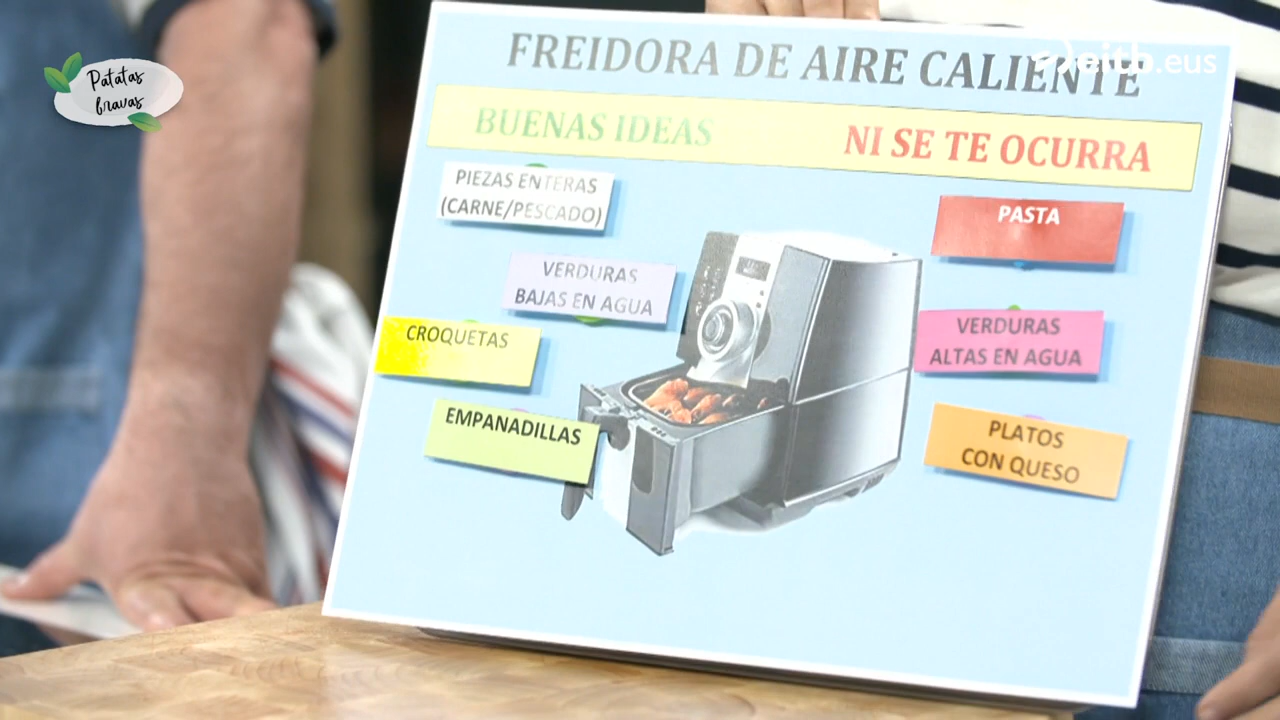 Patatas
bravas
eitb.eus
FREIDORA DE AIRE CALIENTE
BUENAS IDEAS
NI SE TE OCURRA
PIEZAS ENTERAS
(CARNE/PESCADO)
VERDURAS
BAJAS EN AGUA
CROQUETAS
EMPANADILLAS
PASTA
VERDURAS
ALTAS EN AGUA
PLATOS
CON QUESO